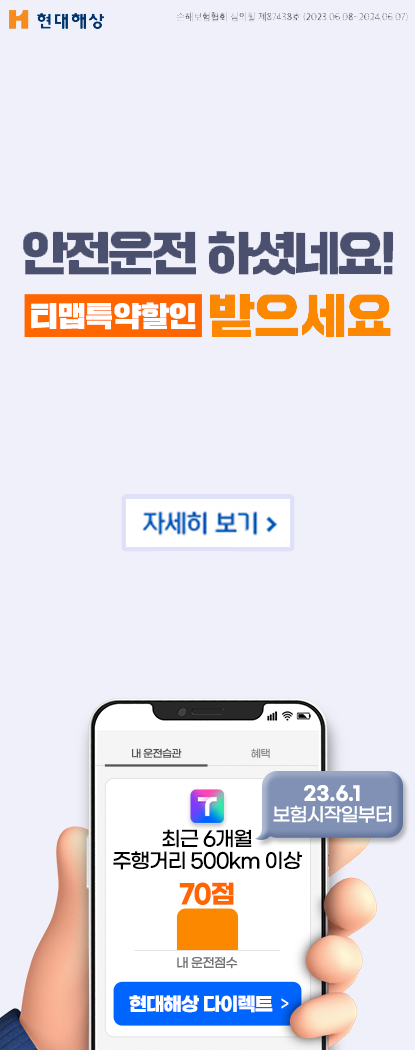 현대해상
손해보험협회 심의필 제87438호 (2023.06.08~2024.06.07)
안전운전 하셨네요!
티맵특약할인 받으세요
자세히 보기 >
내 운전습관 혜택
23.6.1
보험시작일부터
최근 6개월
주행거리 500km 이상
70점
내 운전점수
현대해상 다이렉트 >